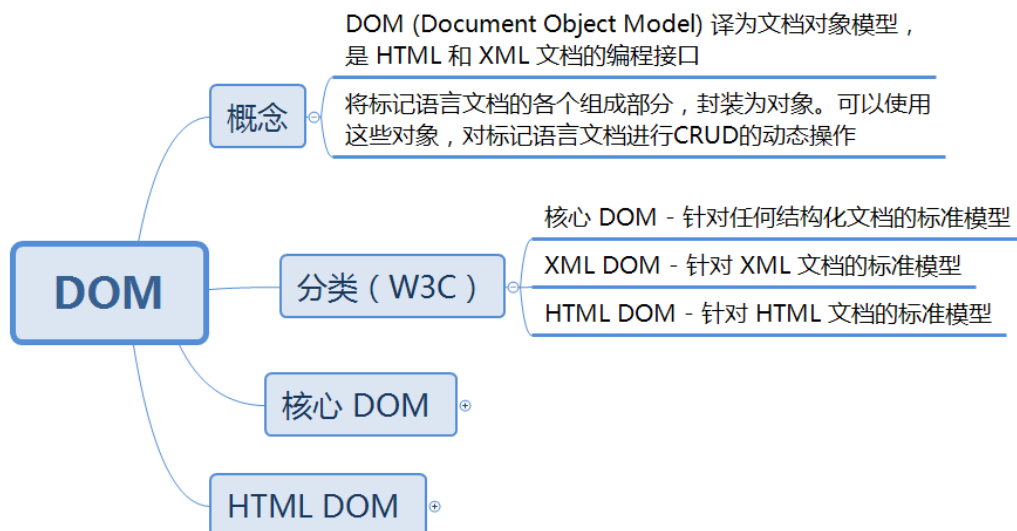 DOM (Document Object Model) 译为文档对象模型，
是 HTML 和 XML 文档的编程接口
概念
将标记语言文档的各个组成部分，封装为对象。可以使用
这些对象，对标记语言文档进行CRUD的动态操作
核心 DOM - 针对任何结构化文档的标准模型
DOM
分类（W3C）
XML DOM - 针对 XML 文档的标准模型
HTML DOM - 针对 HTML 文档的标准模型
核心 DOM
HTML DOM